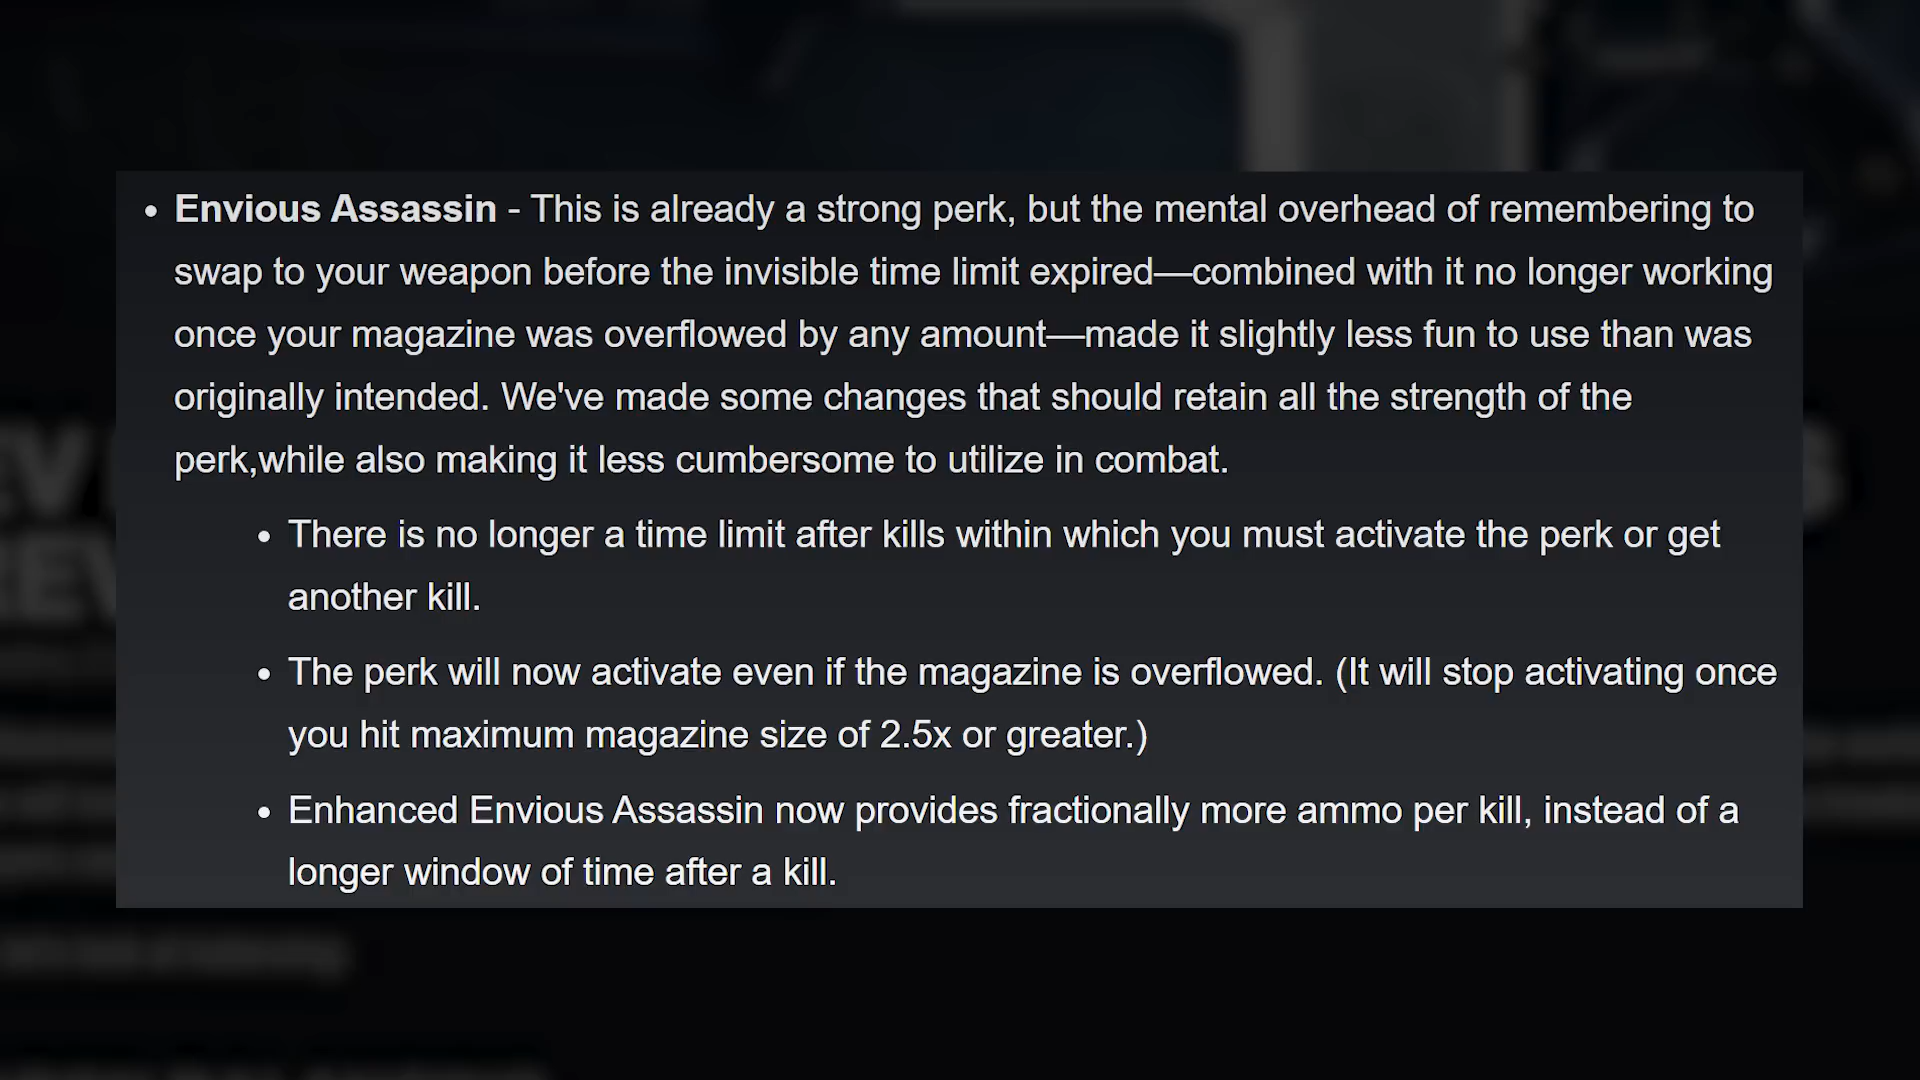 • Envious Assassin - This is already a strong perk, but the mental overhead of remembering to
swap to your weapon before the invisible time limit expired—combined with it no longer working
once your magazine was overflowed by any amount—made it slightly less fun to use than was
originally intended. We've made some changes that should retain all the strength of the
perk,while also making it less cumbersome to utilize in combat.
• There is no longer a time limit after kills within which you must activate the perk or get
another kill.
• The perk will now activate even if the magazine is overflowed. (It will stop activating once
you hit maximum magazine size of 2.5x or greater.)
• Enhanced Envious Assassin now provides fractionally more ammo per kill, instead of a
longer window of time after a kill.